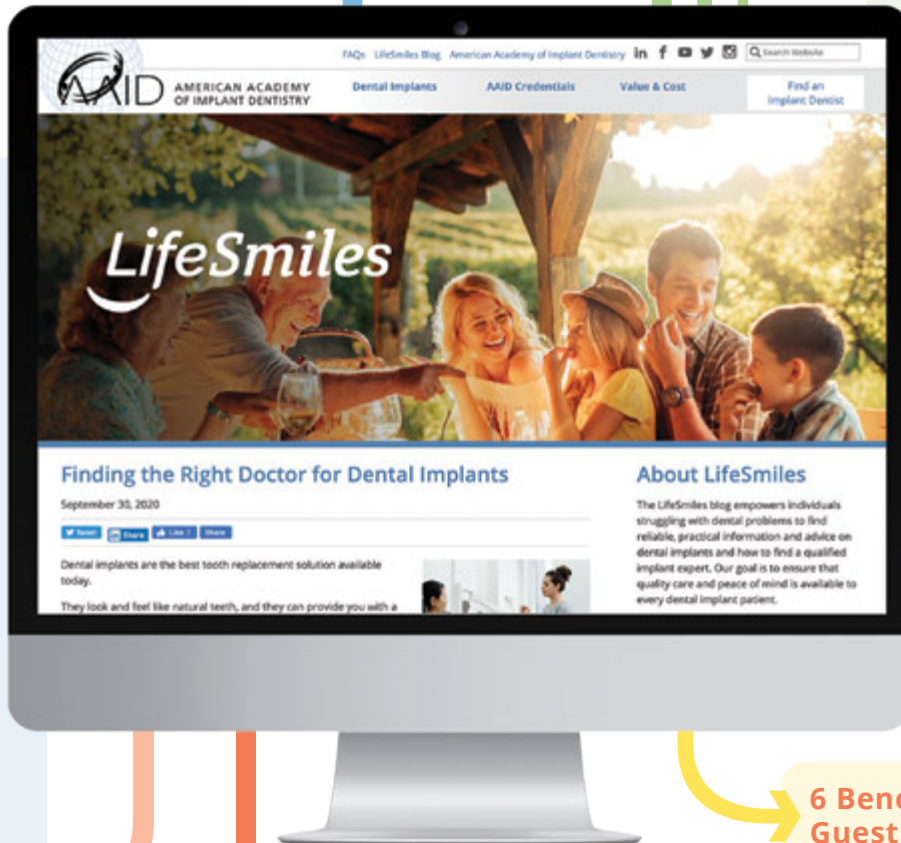 FAQs LifeSmiles Blog American Academy of Implant Dentistry in f Search Website
AAID AMERICAN ACADEMY
OF IMPLANT DENTISTRY
Dental Implants AAID Credentials Value & Cost Find an
Implant Dentist
LifeSmiles
Finding the Right Doctor for Dental Implants
September 30, 2020
Tweet in Share Like 7 Share
Dental implants are the best tooth replacement solution available
today.
They look and feel like natural teeth, and they can provide you with a
About LifeSmiles
The LifeSmiles blog empowers individuals
struggling with dental problems to find
reliable, practical information and advice on
dental implants and how to find a qualified
implant expert. Our goal is to ensure that
quality care and peace of mind is available to
every dental implant patient.
6 Bene
Guest